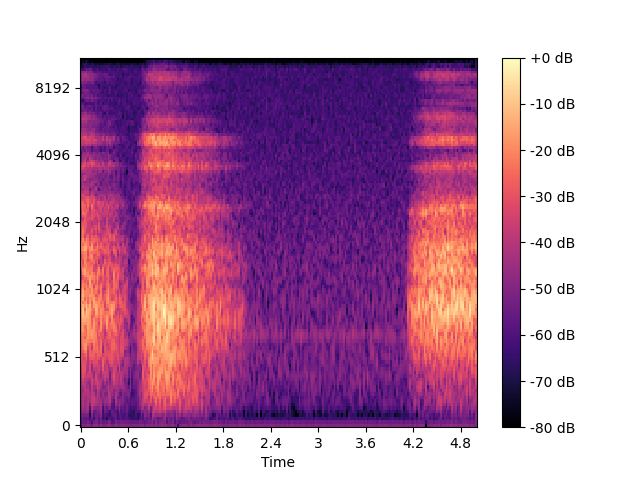 Hz
8192
4096
2048
1024
512
0
0 0.6 1.2 1.8 2.4 3 3.6 4.2 4.8
Time
+0 dB
-10 dB
-20 dB
-30 dB
-40 dB
-50 dB
-60 dB
-70 dB
-80 dB